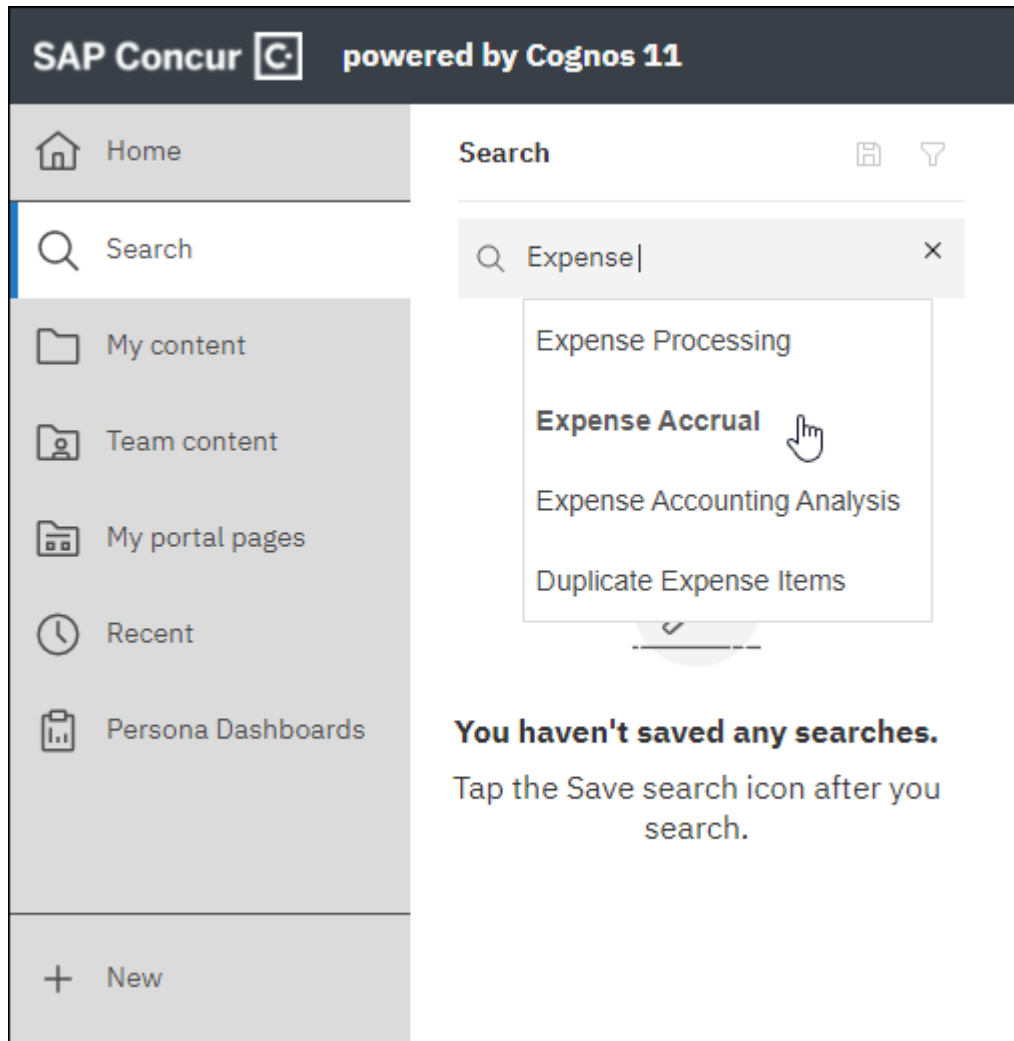 SAP Concur C. powered by Cognos 11
Home
Search
My content
Team content
My portal pages
Recent
Persona Dashboards
New
Search
Expense
Expense Processing
Expense Accrual
Expense Accounting Analysis
Duplicate Expense Items
You haven't saved any searches.
Tap the Save search icon after you
search.